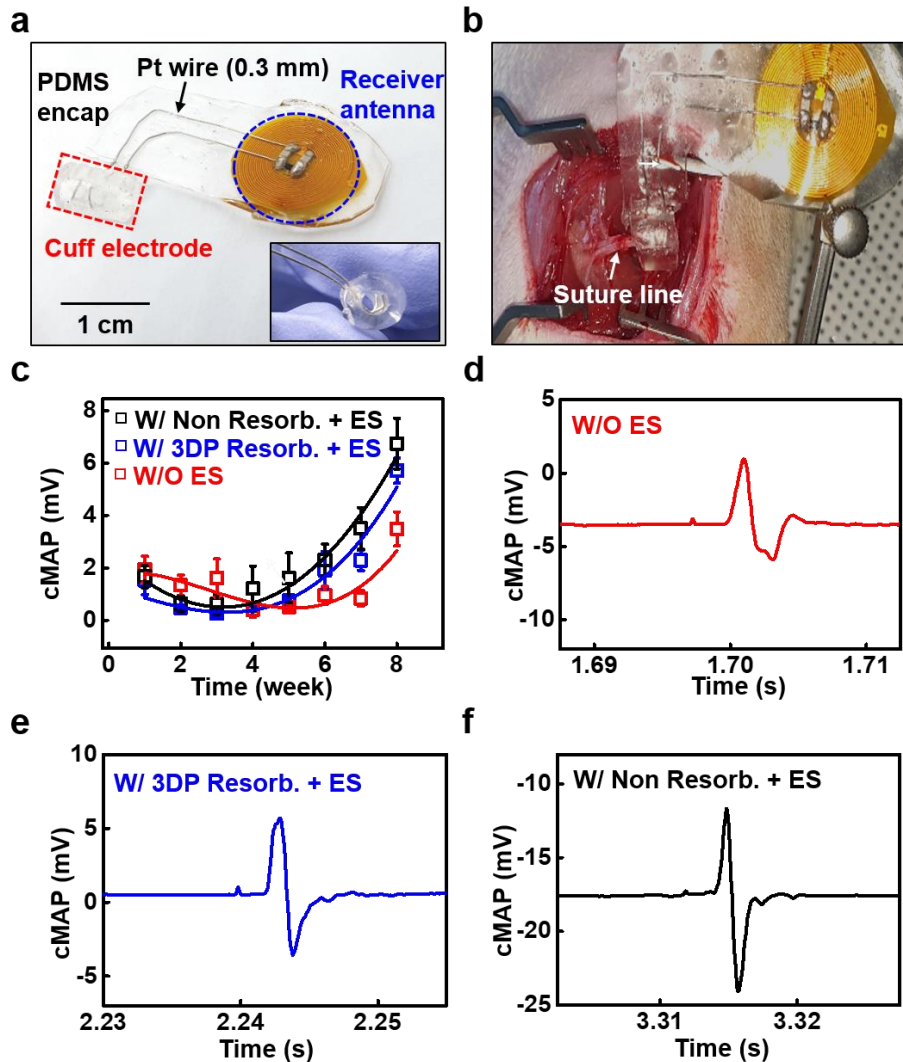 a
PDMS
encap
Pt wire (0.3 mm)
Receiver
antenna
Cuff electrode
1 cm
b
Suture line
c
8
6
4
2
0
cMAP (mV)
W/ Non Resorb. + ES
W/ 3DP Resorb. + ES
W/O ES
0 2 4 6 8
Time (week)
d
5
0
-5
-10
cMAP (mV)
W/O ES
1.69 1.70 1.71
Time (s)
e
10
5
0
-5
cMAP (mV)
W/ 3DP Resorb. + ES
2.23 2.24 2.25
Time (s)
f
-10
-15
-20
-25
cMAP (mV)
W/ Non Resorb. + ES
3.31 3.32
Time (s)